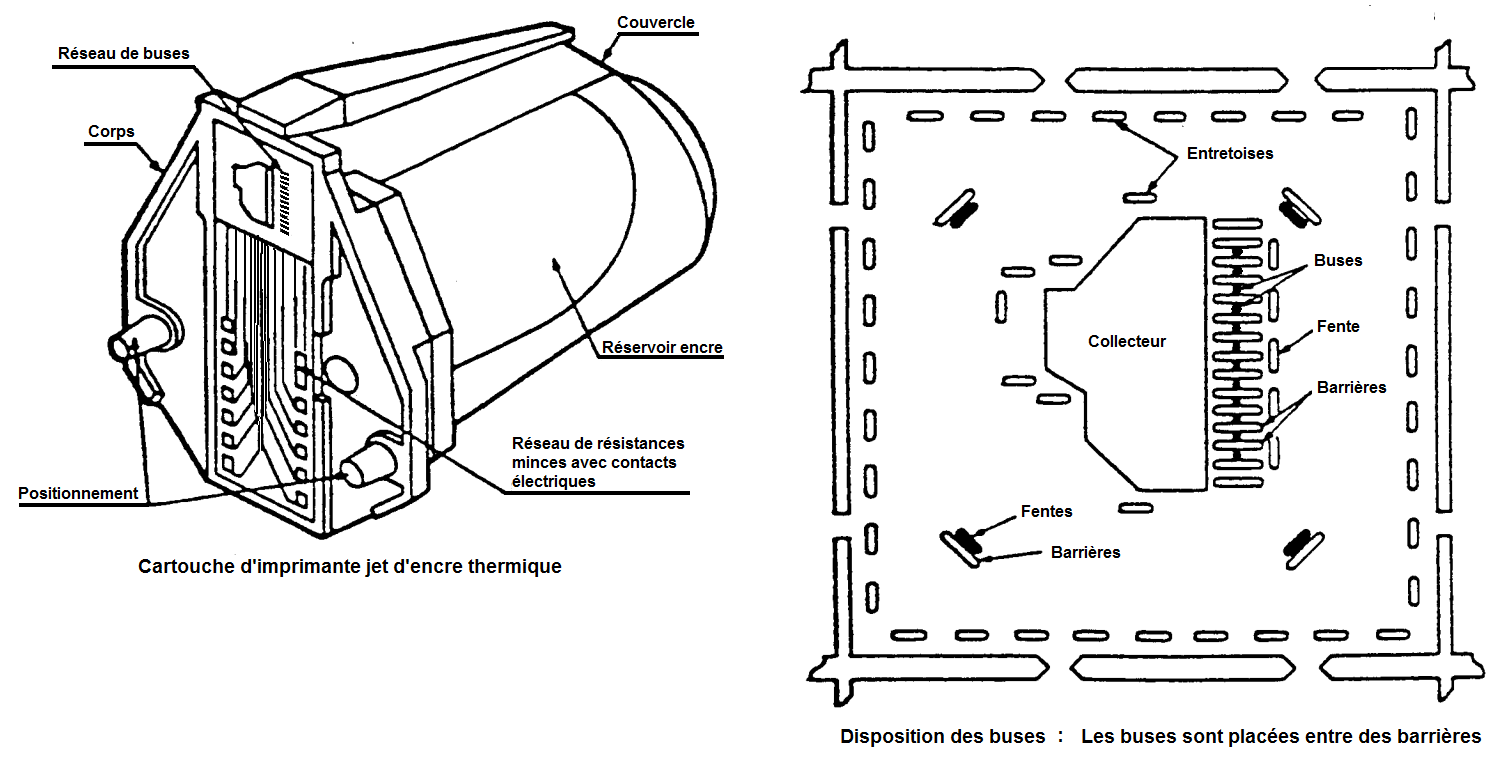 Couvercle
Réseau de buses
Corps
Réservoir encre
Réseau de résistances
minces avec contacts
électriques
Positionnement
Cartouche d'imprimante jet d'encre thermique
Entretoises
Buses
Fente
Collecteur
Barrières
Fentes
Barrières
Disposition des buses : Les buses sont placées entre des barrières